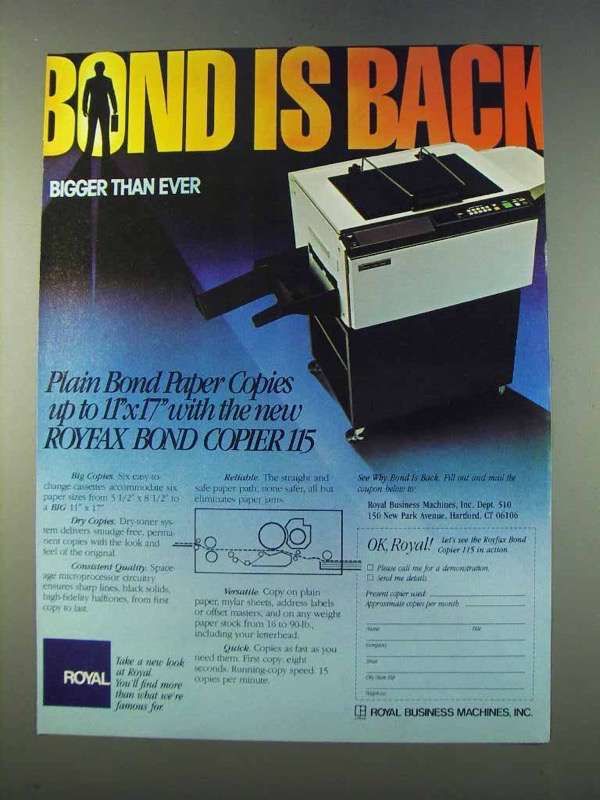 BOND IS BACK
BIGGER THAN EVER
Plain Bond Paper Copies
up to 11"x17" with the new
ROYFAX BOND COPIER 115
Big Copies. Six easy-to-
change cassettes accommodate six
paper sizes from 5 1/2" x 8 1/2" to
a BIG 11" x 17"
Dry Copies. Dry-toner sys-
tem delivers smudge-free, perma-
nent copies with the look and
feel of the original.
Consistent Quality. Space-
age microprocessor circuitry
ensures sharp lines, black solids,
high-fidelity halftones, from first
copy to last.
Reliable. The straight and
safe paper path, none safer, all but
eliminates paper jams.
Versatile. Copy on plain
paper, mylar sheets, address labels
or offset masters, and on any weight
paper stock from 16 to 90-lb.,
including your letterhead.
Quick. Copies as fast as you
need them. First copy, eight
seconds. Running-copy speed: 15
copies per minute.
ROYAL
Take a new look
at Royal.
You'll find more
than what we're
famous for.
See Why Bond Is Back. Fill out and mail the
coupon below to:
Royal Business Machines, Inc. Dept. 510
150 New Park Avenue, Hartford, CT 06106
OK, Royal! Let's see the Royfax Bond
Copier 115 in action.
Please call me for a demonstration.
Send me details.
Present copier used:
Approximate copies per month:
Name Title
Company
Street
City State Zip
Telephone
ROYAL BUSINESS MACHINES, INC.